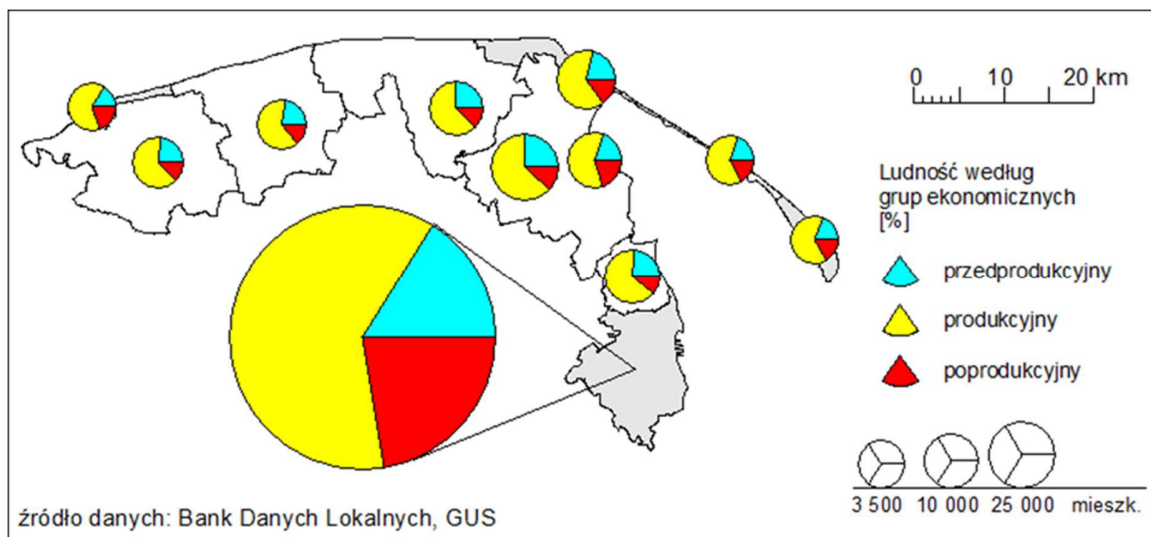 0 10 20 km
Ludność według
grup ekonomicznych
[%]
przedprodukcyjny
produkcyjny
poprodukcyjny
3 500 10 000 25 000 mieszk.
źródło danych: Bank Danych Lokalnych, GUS